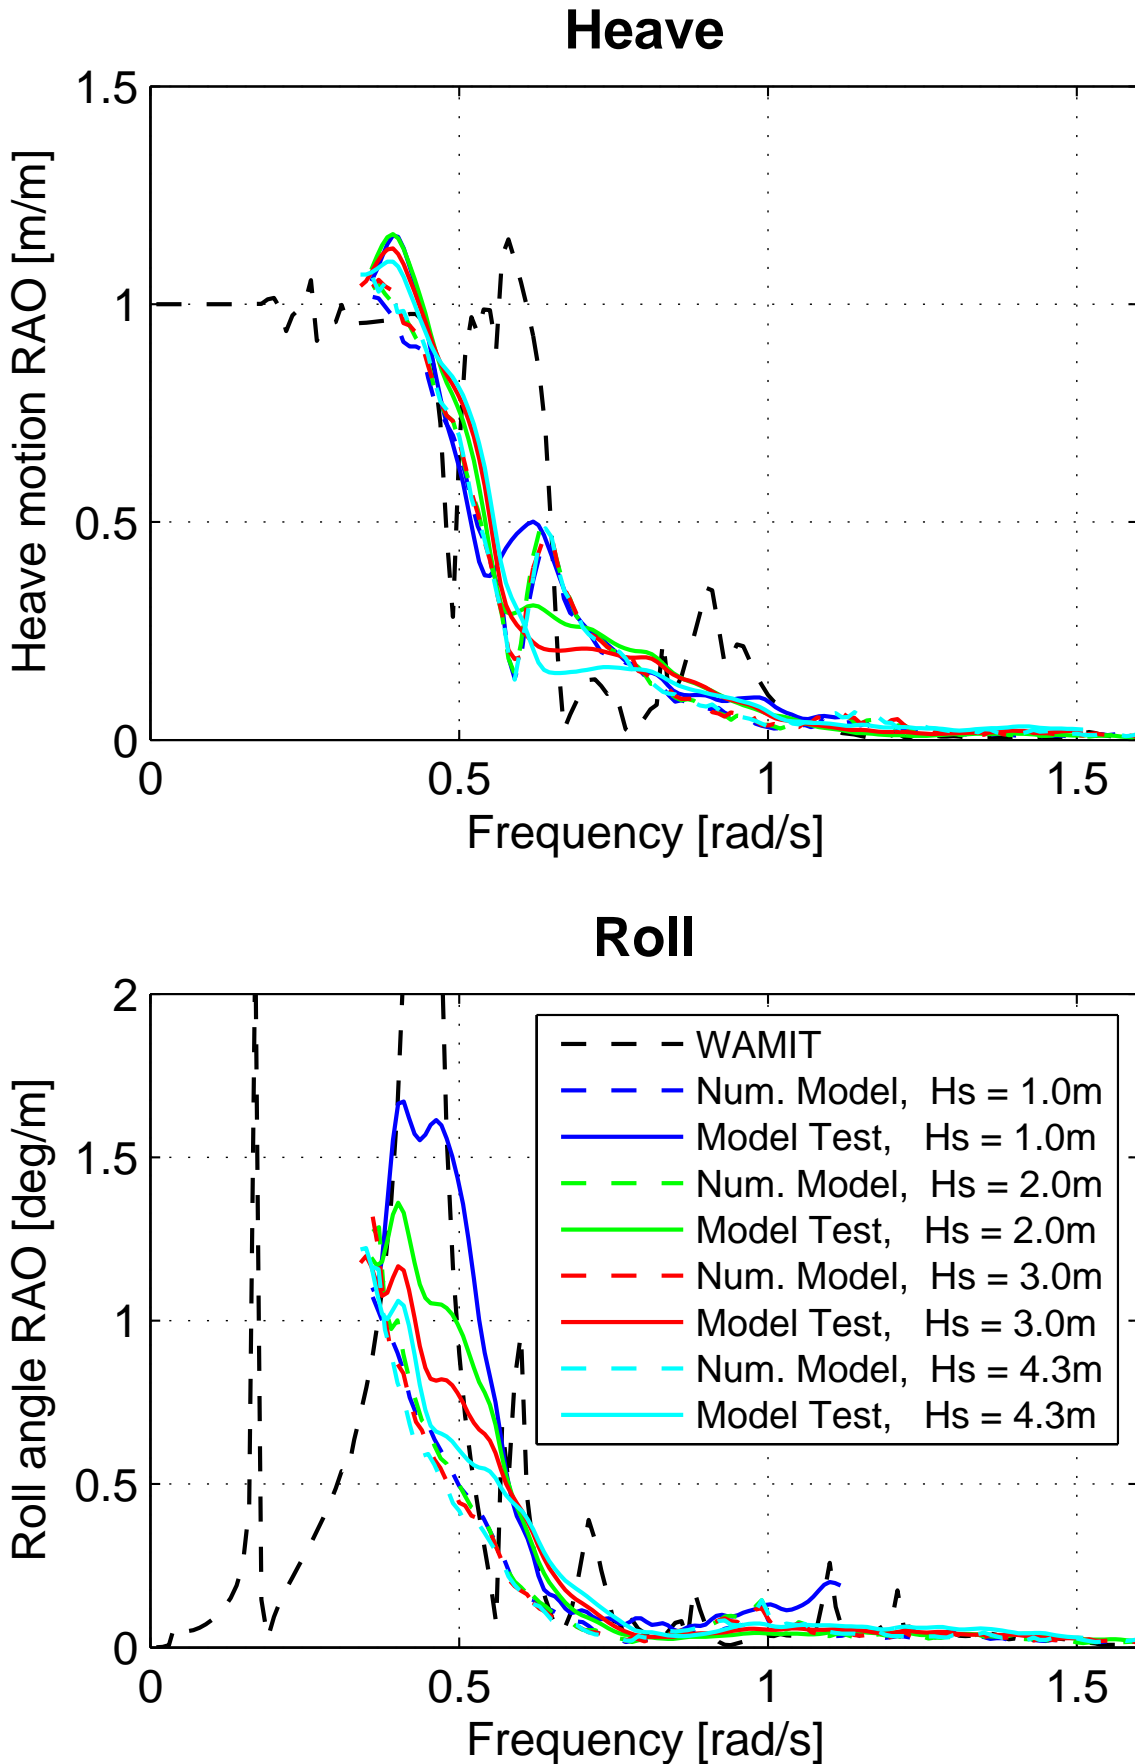 Heave
1.5
1
0.5
0
Heave motion RAO [m/m]
0 0.5 1 1.5
Frequency [rad/s]
Roll
2
1.5
1
0.5
0
Roll angle RAO [deg/m]
WAMIT
Num. Model, Hs = 1.0m
Model Test, Hs = 1.0m
Num. Model, Hs = 2.0m
Model Test, Hs = 2.0m
Num. Model, Hs = 3.0m
Model Test, Hs = 3.0m
Num. Model, Hs = 4.3m
Model Test, Hs = 4.3m
0 0.5 1 1.5
Frequency [rad/s]